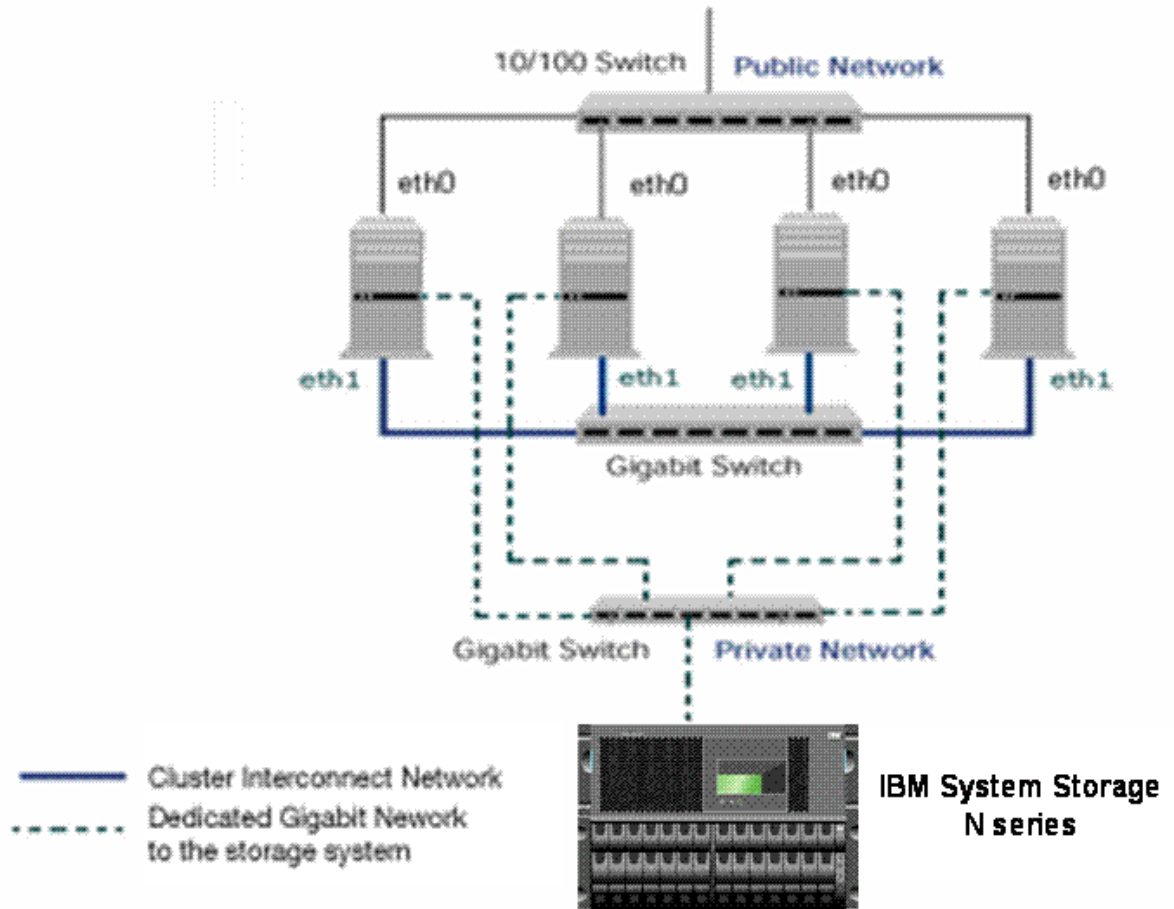 10/100 Switch
Public Network
eth0
eth0
eth0
eth0
eth1
eth1
eth1
eth1
Gigabit Switch
Gigabit Switch
Private Network
Cluster Interconnect Network
Dedicated Gigabit Nework
to the storage system
IBM System Storage
N series